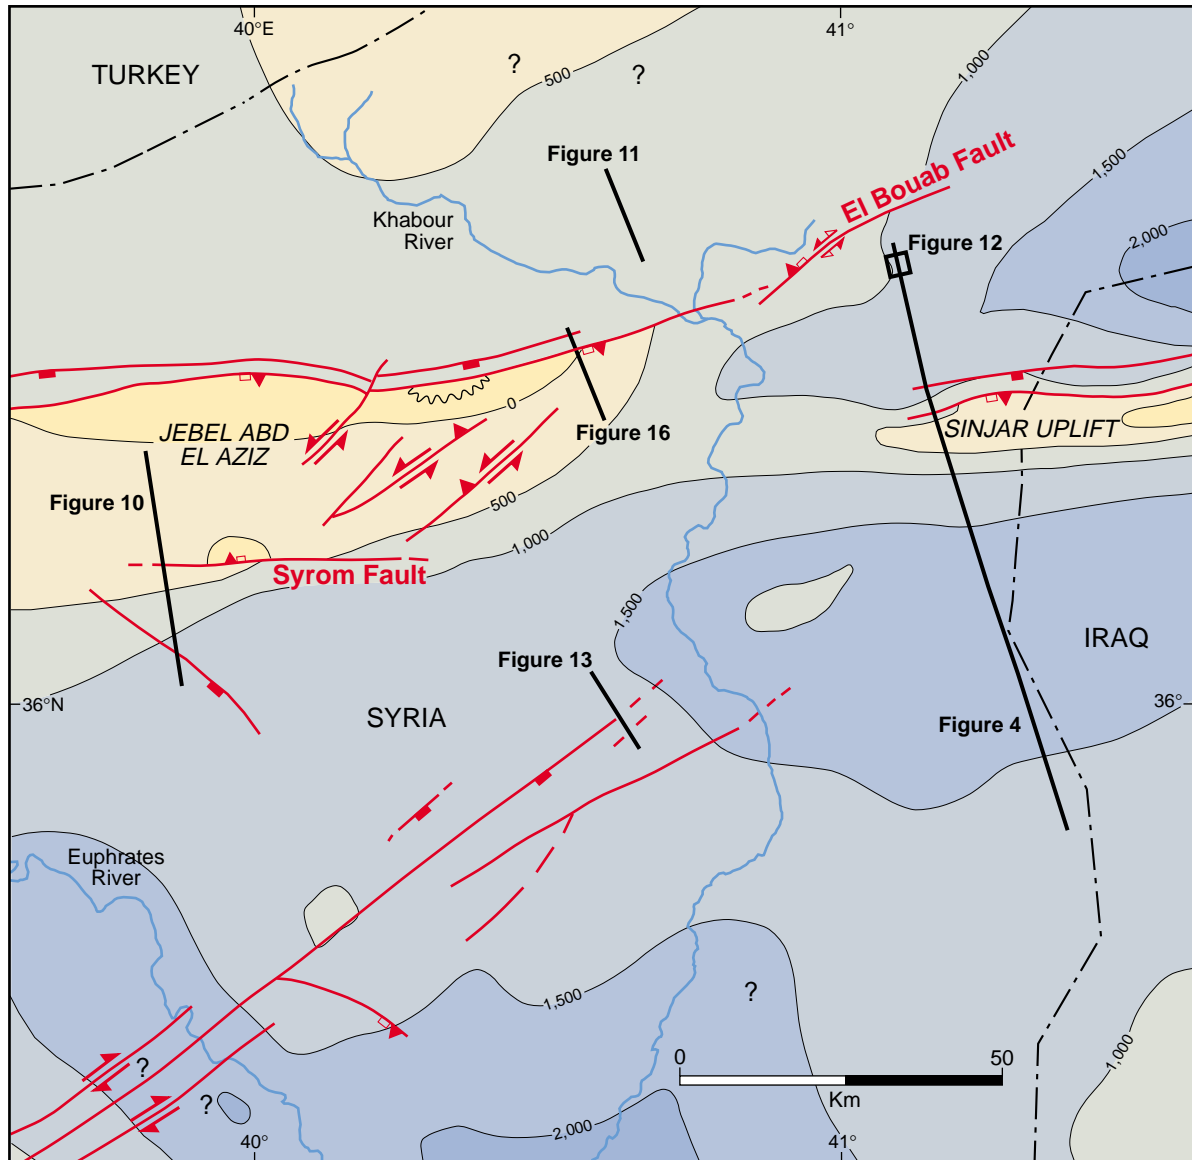 40°E
41°
TURKEY
?
?
500
1,000
1,500
2,000
Figure 11
El Bouab Fault
Khabour
River
Figure 12
0
JEBEL ABD
EL AZIZ
Figure 16
SINJAR UPLIFT
Figure 10
500
1,000
Syrom Fault
1,500
IRAQ
Figure 13
36°N
SYRIA
36°
Figure 4
Euphrates
River
1,500
?
?
?
0
50
Km
1,000
2,000
40°
41°